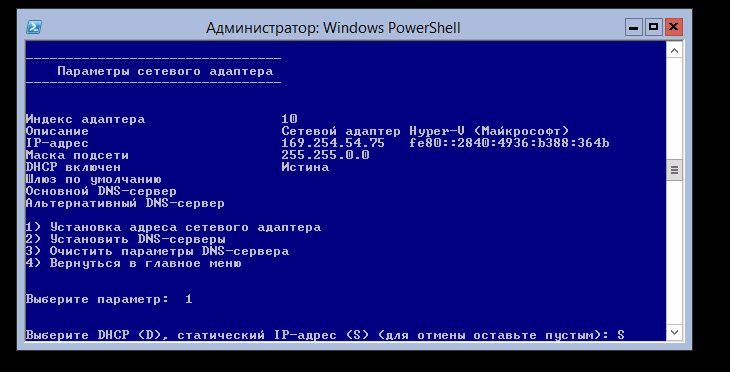 Администратор: Windows PowerShell
--------------------------------
Параметры сетевого адаптера
--------------------------------
Индекс адаптера 10
Описание Сетевой адаптер Hyper-V (Майкрософт)
IP-адрес 169.254.54.75 fe80::2840:4936:b388:364b
Маска подсети 255.255.0.0
DHCP включен Истина
Шлюз по умолчанию
Основной DNS-сервер
Альтернативный DNS-сервер
1) Установка адреса сетевого адаптера
2) Установить DNS-серверы
3) Очистить параметры DNS-сервера
4) Вернуться в главное меню
Выберите параметр: 1
Выберите DHCP (D), статический IP-адрес (S) (для отмены оставьте пустым): S